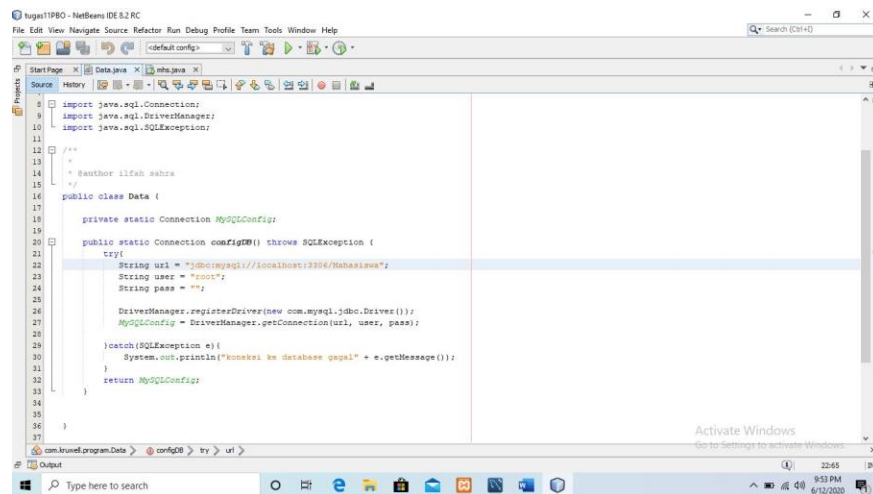 tugas11PBO - NetBeans IDE 8.2 RC
File Edit View Navigate Source Refactor Run Debug Profile Team Tools Window Help
Search (Ctrl+I)
<default config>
Start Page Data.java mhs.java
Projects
Source History
8 import java.sql.Connection;
9 import java.sql.DriverManager;
10 import java.sql.SQLException;
11
12 /**
13 *
14 * @author ilfah sahra
15 */
16 public class Data {
17
18 private static Connection MySQLConfig;
19
20 public static Connection configDB() throws SQLException {
21 try{
22 String url = "jdbc:mysql://localhost:3306/Mahasiswa";
23 String user = "root";
24 String pass = "";
25
26 DriverManager.registerDriver(new com.mysql.jdbc.Driver());
27 MySQLConfig = DriverManager.getConnection(url, user, pass);
28
29 }catch(SQLException e){
30 System.out.println("koneksi ke database gagal" + e.getMessage());
31 }
32 return MySQLConfig;
33 }
34
35
36 }
37
Activate Windows
Go to Settings to activate Windows.
com.kruwell.program.Data configDB try url
Output
22:65
Type here to search
9:53 PM
6/12/2020